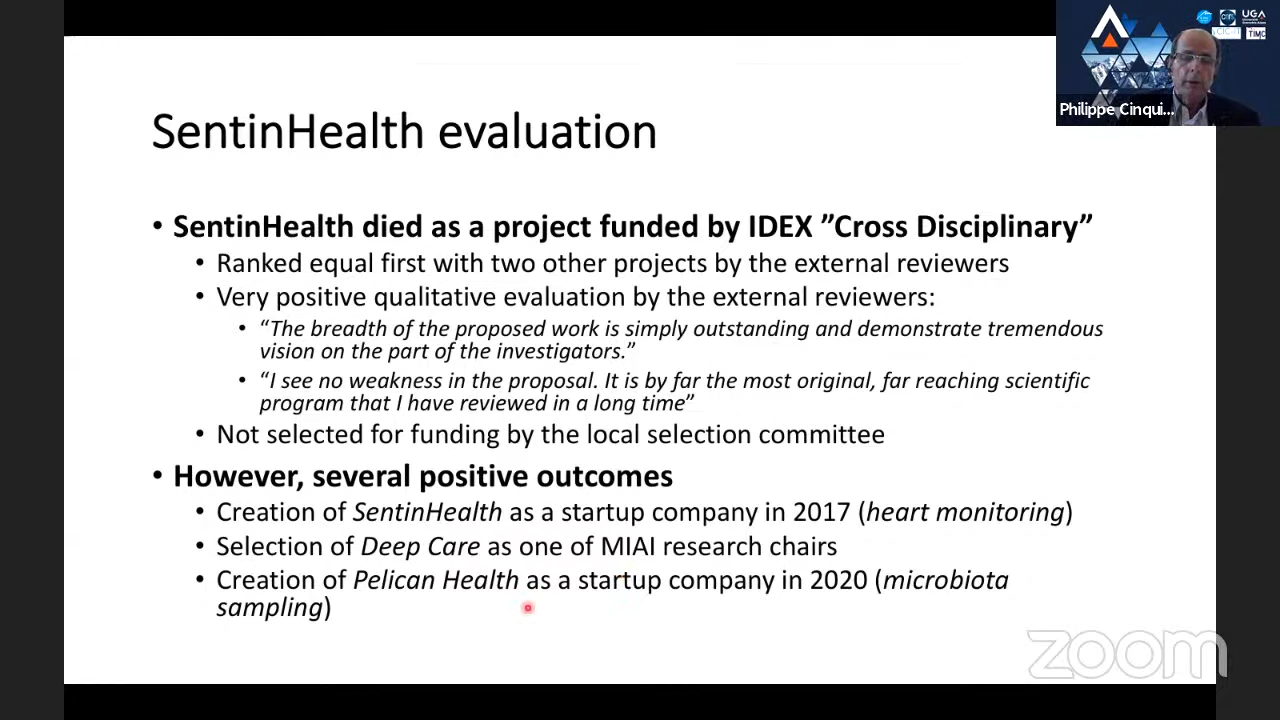 UGA
CIC-IT
TIMC
Philippe Cinqui...
SentinHealth evaluation
• SentinHealth died as a project funded by IDEX ”Cross Disciplinary”
• Ranked equal first with two other projects by the external reviewers
• Very positive qualitative evaluation by the external reviewers:
• “The breadth of the proposed work is simply outstanding and demonstrate tremendous
vision on the part of the investigators.”
• “I see no weakness in the proposal. It is by far the most original, far reaching scientific
program that I have reviewed in a long time”
• Not selected for funding by the local selection committee
• However, several positive outcomes
• Creation of SentinHealth as a startup company in 2017 (heart monitoring)
• Selection of Deep Care as one of MIAI research chairs
• Creation of Pelican Health as a startup company in 2020 (microbiota
sampling)
zoom